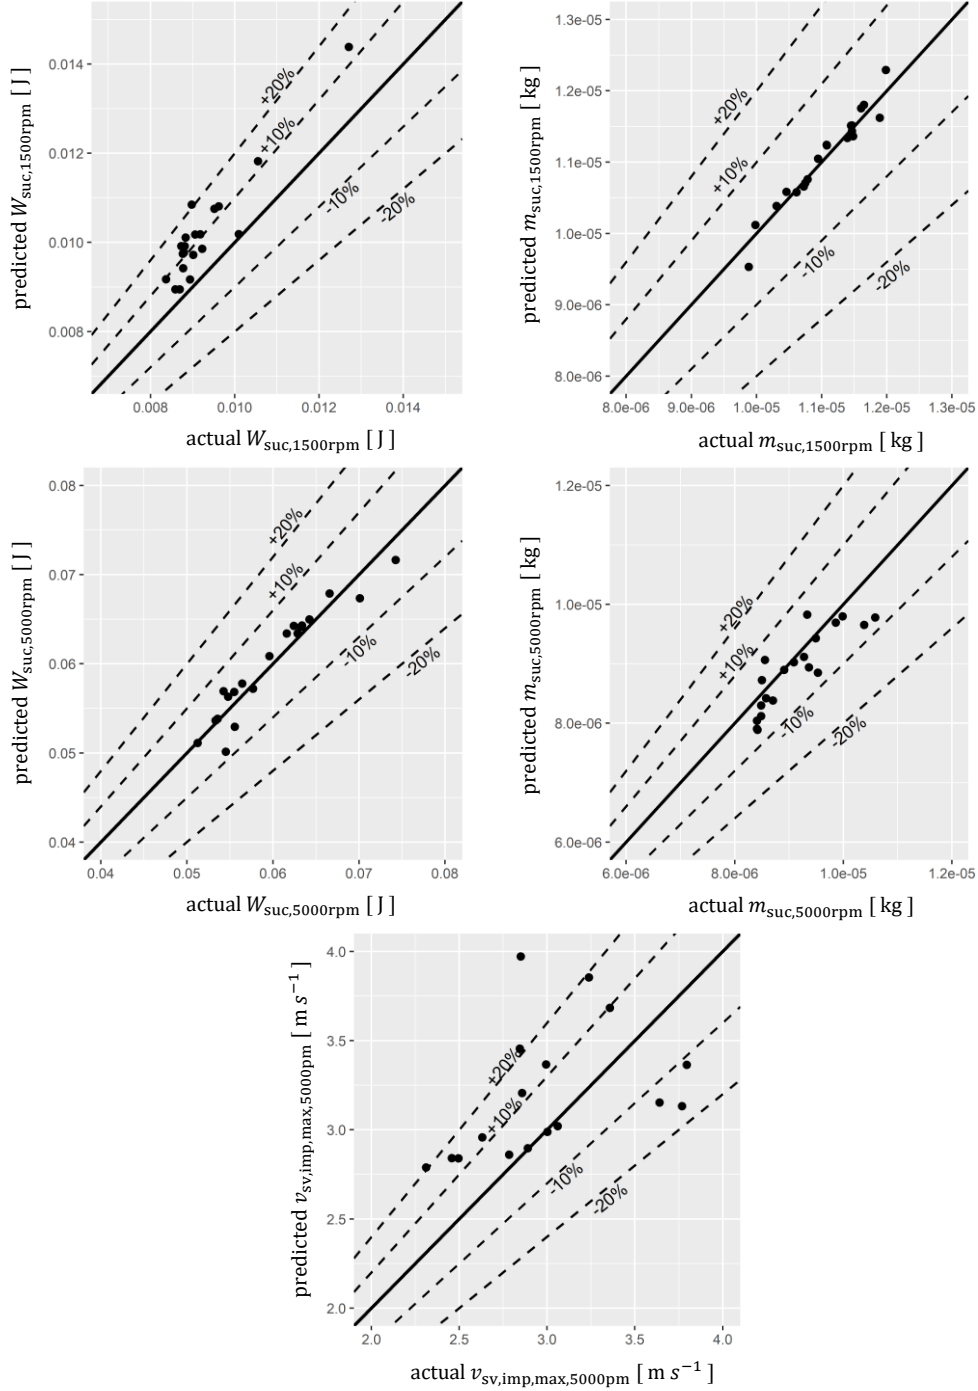 0.014
0.012
0.010
0.008
predicted W_suc,1500rpm [ J ]
+20%
+10%
-10%
-20%
0.008 0.010 0.012 0.014
actual W_suc,1500rpm [ J ]
1.3e-05
1.2e-05
1.1e-05
1.0e-05
9.0e-06
8.0e-06
predicted m_suc,1500rpm [ kg ]
+20%
+10%
-10%
-20%
8.0e-06 9.0e-06 1.0e-05 1.1e-05 1.2e-05 1.3e-05
actual m_suc,1500rpm [ kg ]
0.08
0.07
0.06
0.05
0.04
predicted W_suc,5000rpm [ J ]
+20%
+10%
-10%
-20%
0.04 0.05 0.06 0.07 0.08
actual W_suc,5000rpm [ J ]
1.2e-05
1.0e-05
8.0e-06
6.0e-06
predicted m_suc,5000rpm [ kg ]
+20%
+10%
-10%
-20%
6.0e-06 8.0e-06 1.0e-05 1.2e-05
actual m_suc,5000rpm [ kg ]
4.0
3.5
3.0
2.5
2.0
predicted v_sv,imp,max,5000pm [ m s⁻¹ ]
+20%
+10%
-10%
-20%
2.0 2.5 3.0 3.5 4.0
actual v_sv,imp,max,5000pm [ m s⁻¹ ]